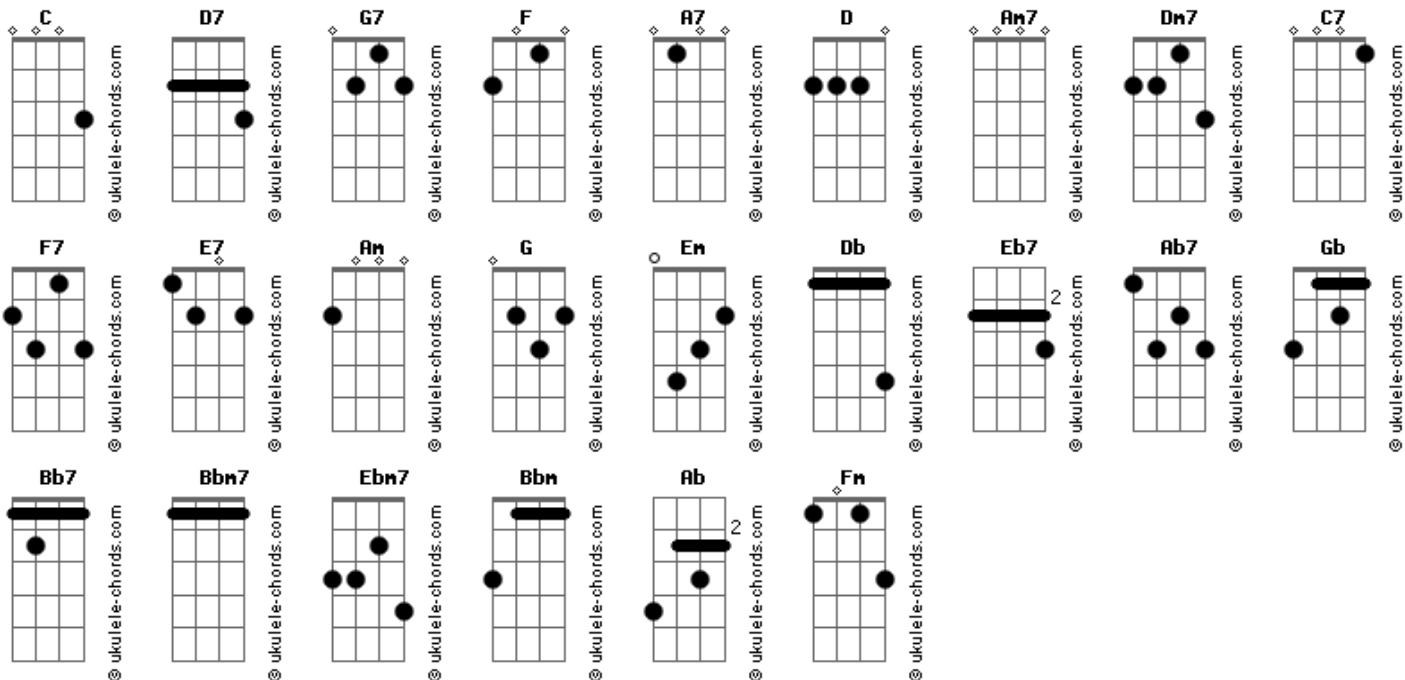 C D7 G7 F A7 D Am7 Dm7 C7
© ukulele-chords.com © ukulele-chords.com © ukulele-chords.com © ukulele-chords.com © ukulele-chords.com © ukulele-chords.com © ukulele-chords.com © ukulele-chords.com © ukulele-chords.com
F7 E7 Am G Em Db Eb7 Ab7 Gb
2
© ukulele-chords.com © ukulele-chords.com © ukulele-chords.com © ukulele-chords.com © ukulele-chords.com © ukulele-chords.com © ukulele-chords.com © ukulele-chords.com © ukulele-chords.com
Bb7 Bbm7 Ebm7 Bbm Ab Fm
2
© ukulele-chords.com © ukulele-chords.com © ukulele-chords.com © ukulele-chords.com © ukulele-chords.com © ukulele-chords.com